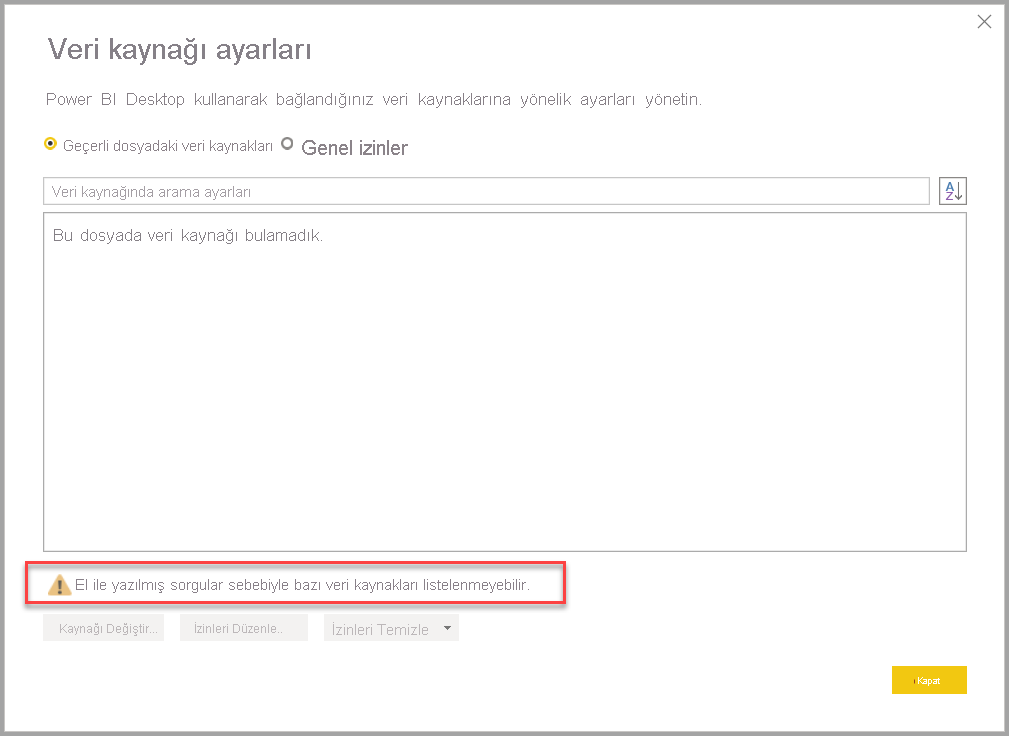 Veri kaynağı ayarları
Power BI Desktop kullanarak bağlandığınız veri kaynaklarına yönelik ayarları yönetin.
Geçerli dosyadaki veri kaynakları Genel izinler
Veri kaynağında arama ayarları
A
Z
Bu dosyada veri kaynağı bulamadık.
El ile yazılmış sorgular sebebiyle bazı veri kaynakları listelenmeyebilir.
Kaynağı Değiştir... İzinleri Düzenle.. İzinleri Temizle
Kapat